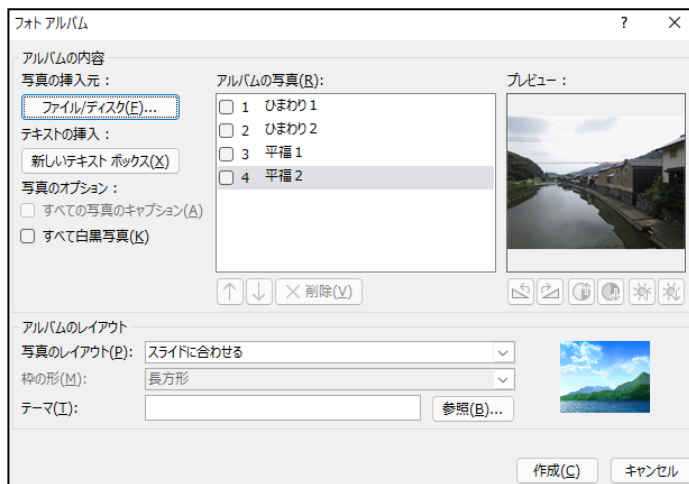 フォト アルバム
? ×
アルバムの内容
写真の挿入元：
ファイル/ディスク(F)...
テキストの挿入：
新しいテキスト ボックス(X)
写真のオプション：
すべての写真のキャプション(A)
すべて白黒写真(K)
アルバムの写真(R):
1 ひまわり1
2 ひまわり2
3 平福1
4 平福2
削除(V)
プレビュー：
アルバムのレイアウト
写真のレイアウト(P): スライドに合わせる
枠の形(M): 長方形
テーマ(T): 参照(B)...
作成(C) キャンセル